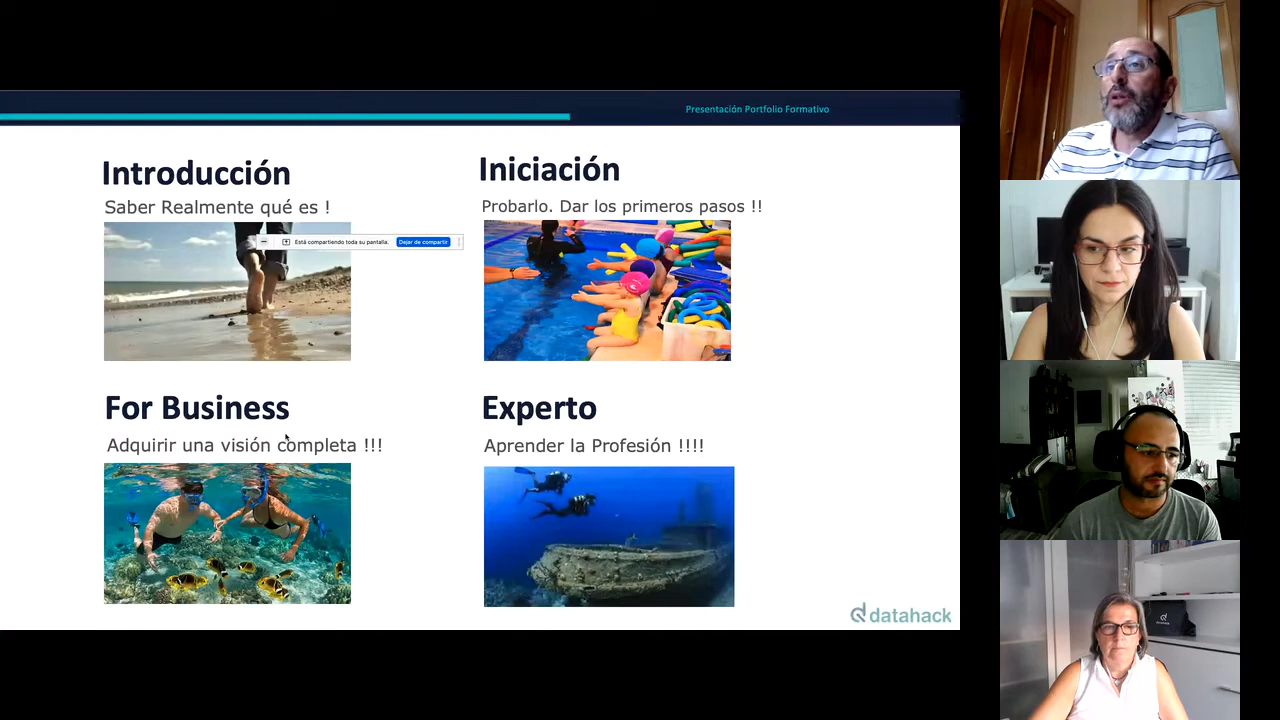 Presentación Portfolio Formativo
Introducción
Saber Realmente qué es !
Está compartiendo toda su pantalla.
Dejar de compartir
Iniciación
Probarlo. Dar los primeros pasos !!
For Business
Adquirir una visión completa !!!
Experto
Aprender la Profesión !!!!
datahack